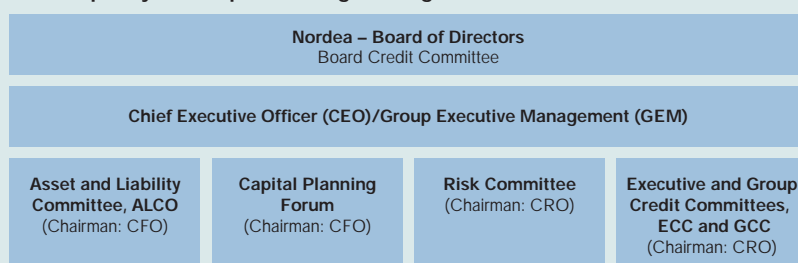 Nordea – Board of Directors
Board Credit Committee
Chief Executive Officer (CEO)/Group Executive Management (GEM)
Asset and Liability
Committee, ALCO
(Chairman: CFO)
Capital Planning
Forum
(Chairman: CFO)
Risk Committee
(Chairman: CRO)
Executive and Group
Credit Committees,
ECC and GCC
(Chairman: CRO)